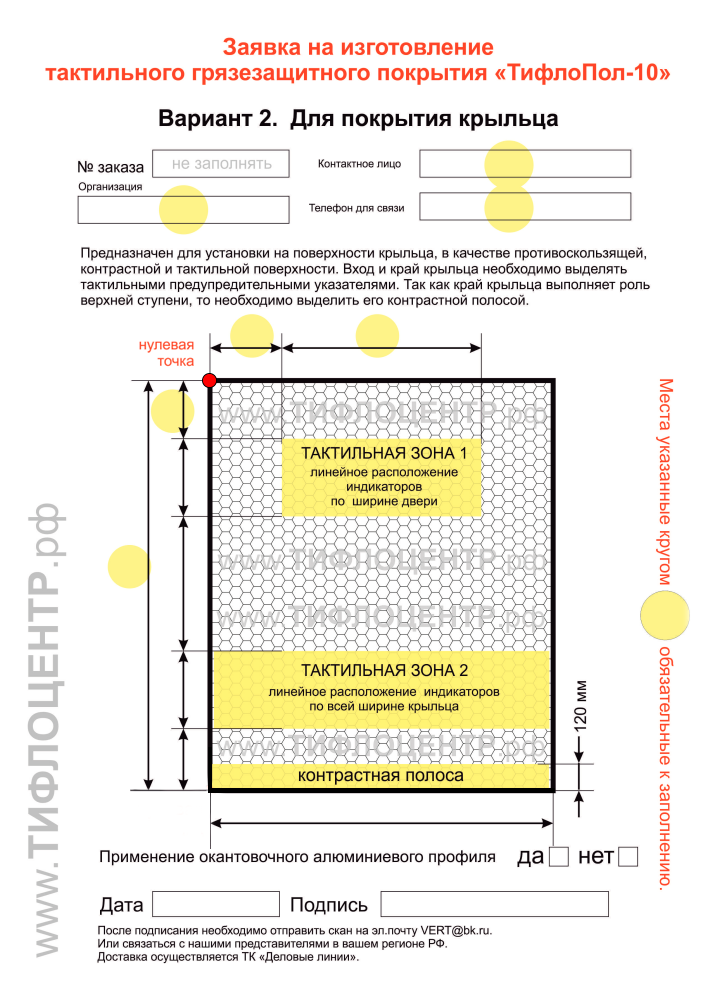 Заявка на изготовление
тактильного грязезащитного покрытия «ТифлоПол-10»
Вариант 2. Для покрытия крыльца
№ заказа
не заполнять
Контактное лицо
Организация
Телефон для связи
Предназначен для установки на поверхности крыльца, в качестве противоскользящей,
контрастной и тактильной поверхности. Вход и край крыльца необходимо выделять
тактильными предупредительными указателями. Так как край крыльца выполняет роль
верхней ступени, то необходимо выделить его контрастной полосой.
нулевая
точка
www.ТИФЛОЦЕНТР.рф
ТАКТИЛЬНАЯ ЗОНА 1
линейное расположение
индикаторов
по ширине двери
www.ТИФЛОЦЕНТР.рф
www.ТИФЛОЦЕНТР.рф
ТАКТИЛЬНАЯ ЗОНА 2
линейное расположение индикаторов
по всей ширине крыльца
www.ТИФЛОЦЕНТР.рф
контрастная полоса
120 мм
Места указанные кругом обязательные к заполнению.
www.ТИФЛОЦЕНТР.рф
Применение окантовочного алюминиевого профиля да нет
Дата
Подпись
После подписания необходимо отправить скан на эл.почту VERT@bk.ru.
Или связаться с нашими представителями в вашем регионе РФ.
Доставка осуществляется ТК «Деловые линии».